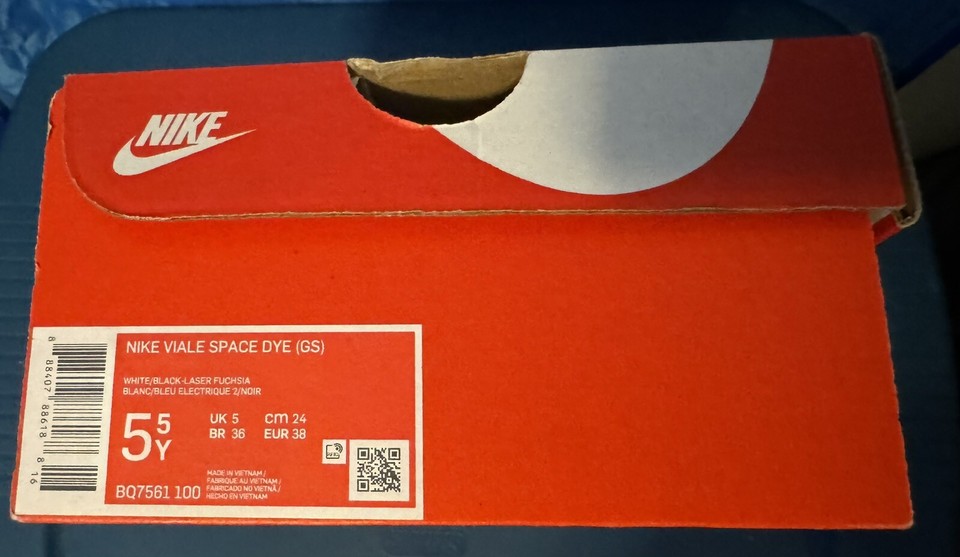 NIKE
NIKE VIALE SPACE DYE (GS)
WHITE/BLACK-LASER FUCHSIA
BLANC/BLEU ELECTRIQUE 2/NOIR
5 5 Y
UK 5 CM 24
BR 36 EUR 38
MADE IN VIETNAM /
FABRIQUE AU VIETNAM /
FABRICADO NO VIETNÃ /
HECHO EN VIETNAM
BQ7561 100
8 88407 88618 8 16